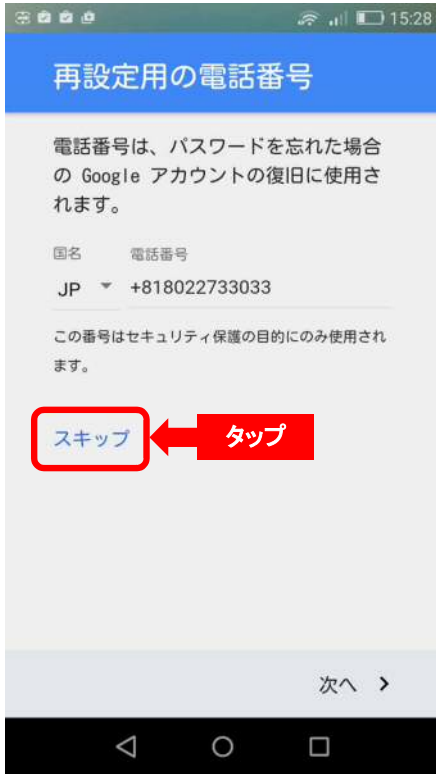 15:28
再設定用の電話番号
電話番号は、パスワードを忘れた場合
の Google アカウントの復旧に使用さ
れます。
国名 電話番号
JP +818022733033
この番号はセキュリティ保護の目的にのみ使用され
ます。
スキップ タップ
次へ